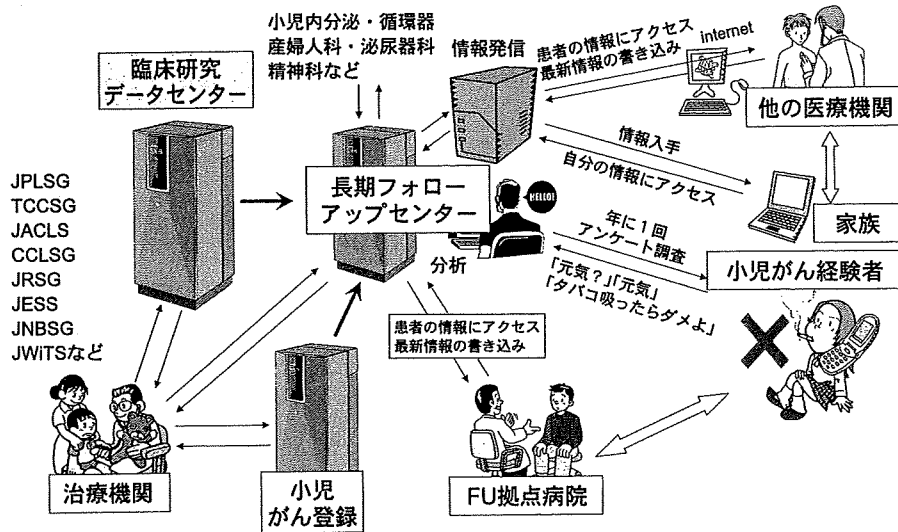 小児内分泌・循環器
産婦人科・泌尿器科
精神科など
臨床研究
データセンター
情報発信
患者の情報にアクセス
最新情報の書き込み
internet
他の医療機関
JPLSG
TCCSG
JACLS
CCLSG
JRSG
JESS
JNBSG
JWiTSなど
長期フォロー
アップセンター
HELLO!
分析
情報入手
自分の情報にアクセス
家族
年に1回
アンケート調査
小児がん経験者
「元気?」「元気」
「タバコ吸ったらダメよ」
患者の情報にアクセス
最新情報の書き込み
治療機関
小児
がん登録
FU拠点病院